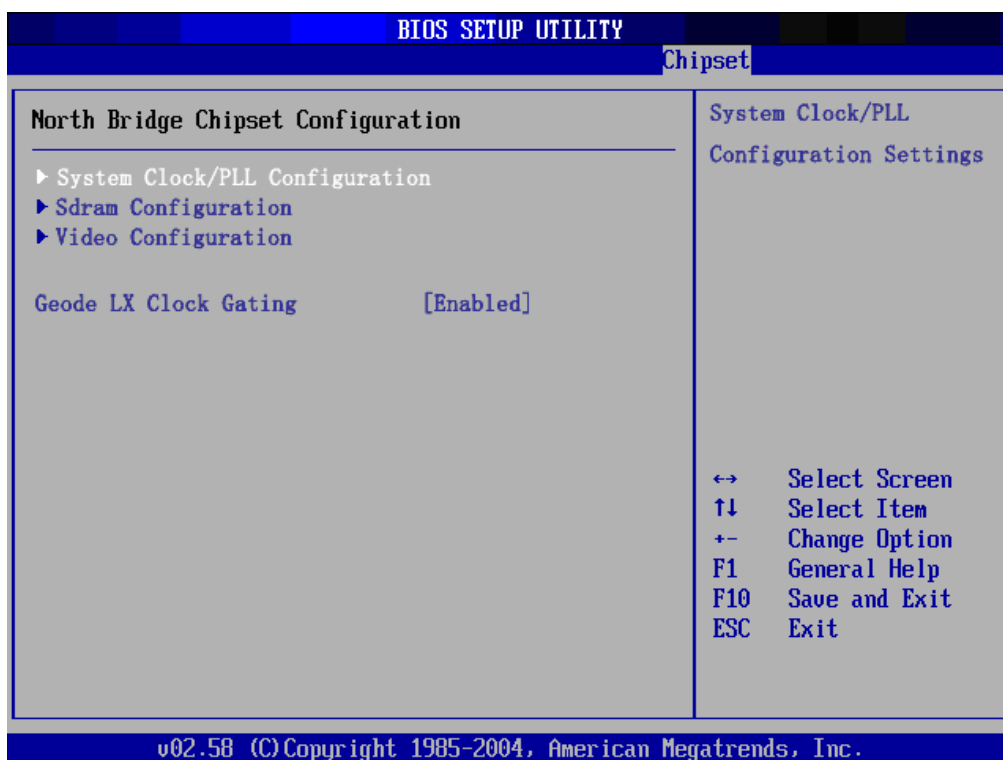 BIOS SETUP UTILITY
Chipset
North Bridge Chipset Configuration
▶ System Clock/PLL Configuration
▶ Sdram Configuration
▶ Video Configuration
Geode LX Clock Gating [Enabled]
System Clock/PLL
Configuration Settings
←→ Select Screen
↑↓ Select Item
+- Change Option
F1 General Help
F10 Save and Exit
ESC Exit
v02.58 (C)Copyright 1985-2004, American Megatrends, Inc.